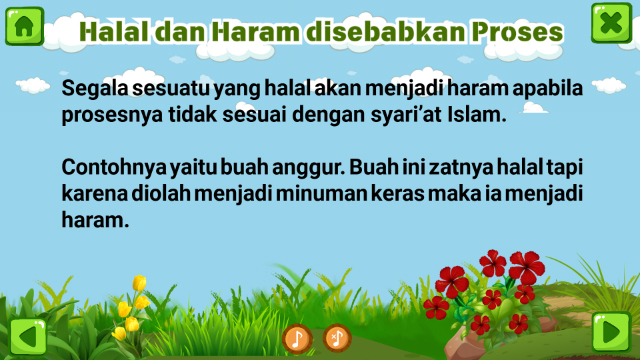 Halal dan Haram disebabkan Proses
Segala sesuatu yang halal akan menjadi haram apabila
prosesnya tidak sesuai dengan syari’at Islam.
Contohnya yaitu buah anggur. Buah ini zatnya halal tapi
karena diolah menjadi minuman keras maka ia menjadi
haram.